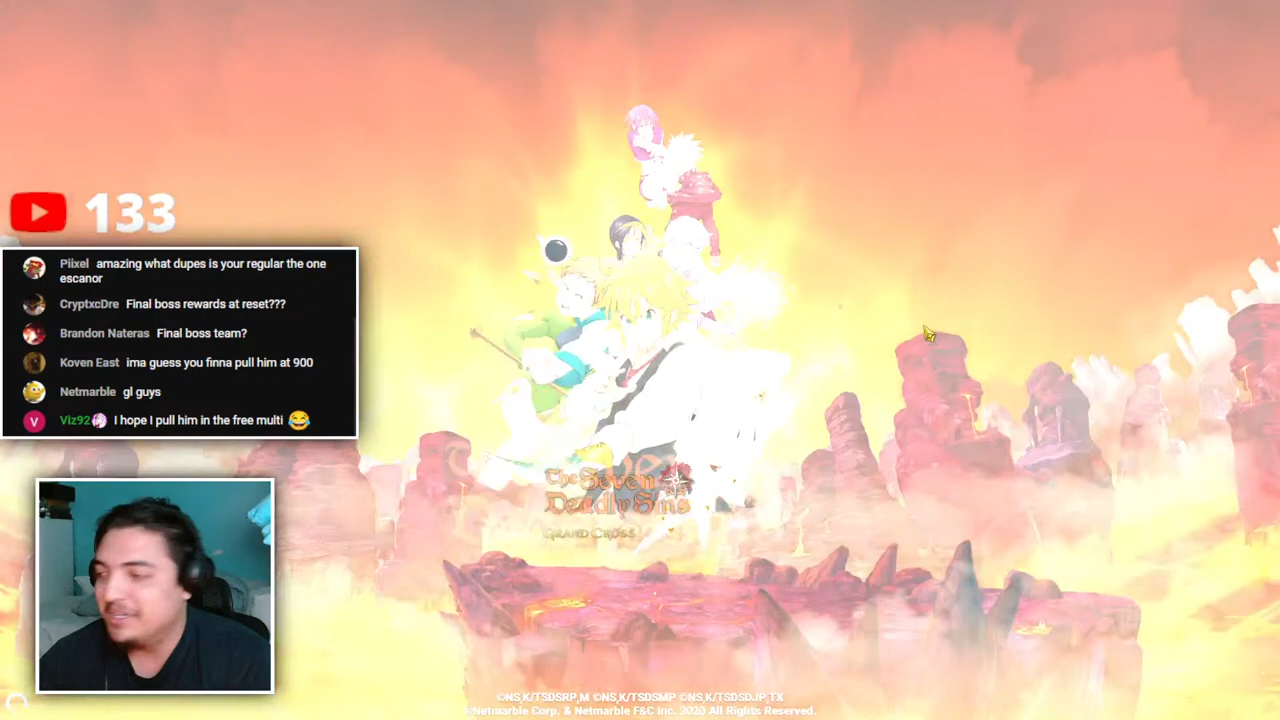 133
Piixel amazing what dupes is your regular the one
escanor
CryptxcDre Final boss rewards at reset???
Brandon Nateras Final boss team?
Koven East ima guess you finna pull him at 900
Netmarble gl guys
V Viz92 I hope I pull him in the free multi 😂
The Seven
Deadly Sins
GRAND CROSS
©NS,K/TSDSRP,M ©NS,K/TSDSMP ©NS,K/TSDSDJP,TX
©Netmarble Corp. & Netmarble F&C Inc. 2020 All Rights Reserved.